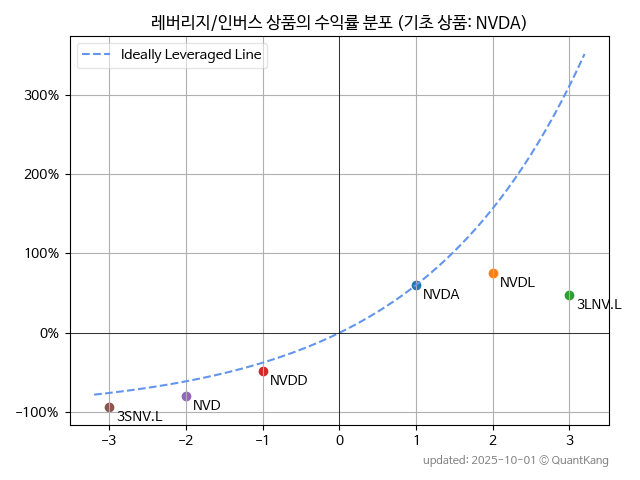 레버리지/인버스 상품의 수익률 분포 (기초 상품: NVDA)
Ideally Leveraged Line
300%
200%
100%
0%
−100%
NVDA
NVDL
3LNV.L
NVDD
NVD
3SNV.L
−3 −2 −1 0 1 2 3
updated: 2025-10-01 © QuantKang